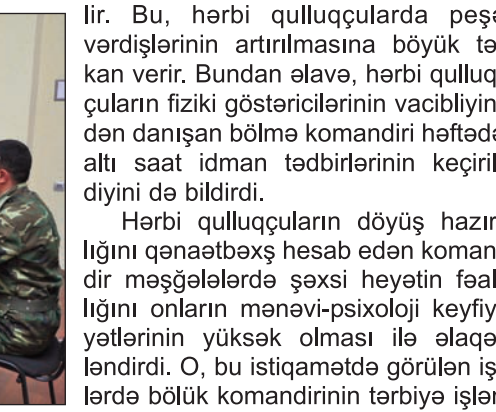 lir. Bu, hərbi qulluqçularda peşə
vərdişlərinin artırılmasına böyük tə
kan verir. Bundan əlavə, hərbi qulluq
çuların fiziki göstəricilərinin vacibliyin
dən danışan bölmə komandiri həftədə
altı saat idman tədbirlərinin keçiril
diyini də bildirdi.
Hərbi qulluqçuların döyüş hazır
lığını qənaətbəxş hesab edən koman
dir məşğələlərdə şəxsi heyətin fəal
lığını onların mənəvi-psixoloji keyfiy
yətlərinin yüksək olması ilə əlaqə
ləndirdi. O, bu istiqamətdə görülən iş
lərdə bölük komandirinin tərbiyə işlər